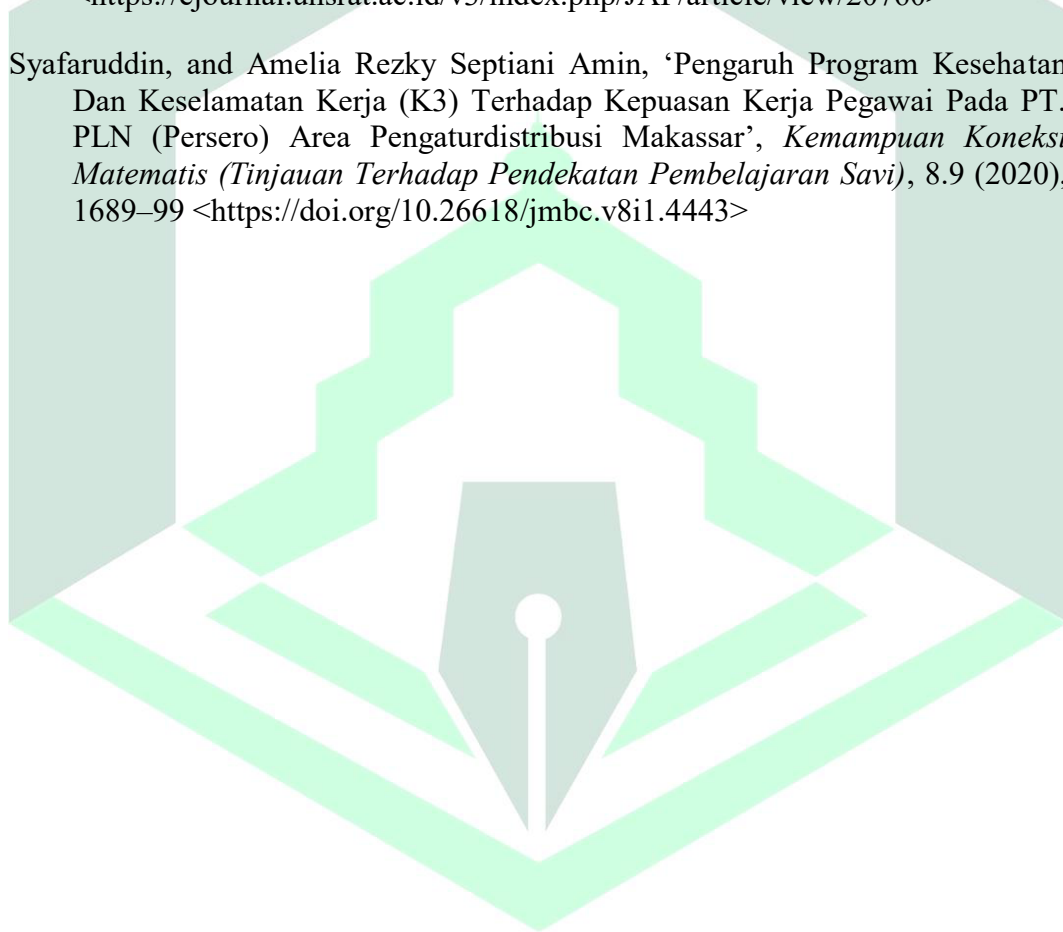 Syafaruddin, and Amelia Rezky Septiani Amin, ‘Pengaruh Program Kesehatan
Dan Keselamatan Kerja (K3) Terhadap Kepuasan Kerja Pegawai Pada PT.
PLN (Persero) Area Pengaturdistribusi Makassar’, Kemampuan Koneksi
Matematis (Tinjauan Terhadap Pendekatan Pembelajaran Savi), 8.9 (2020),
1689–99 <https://doi.org/10.26618/jmbc.v8i1.4443>